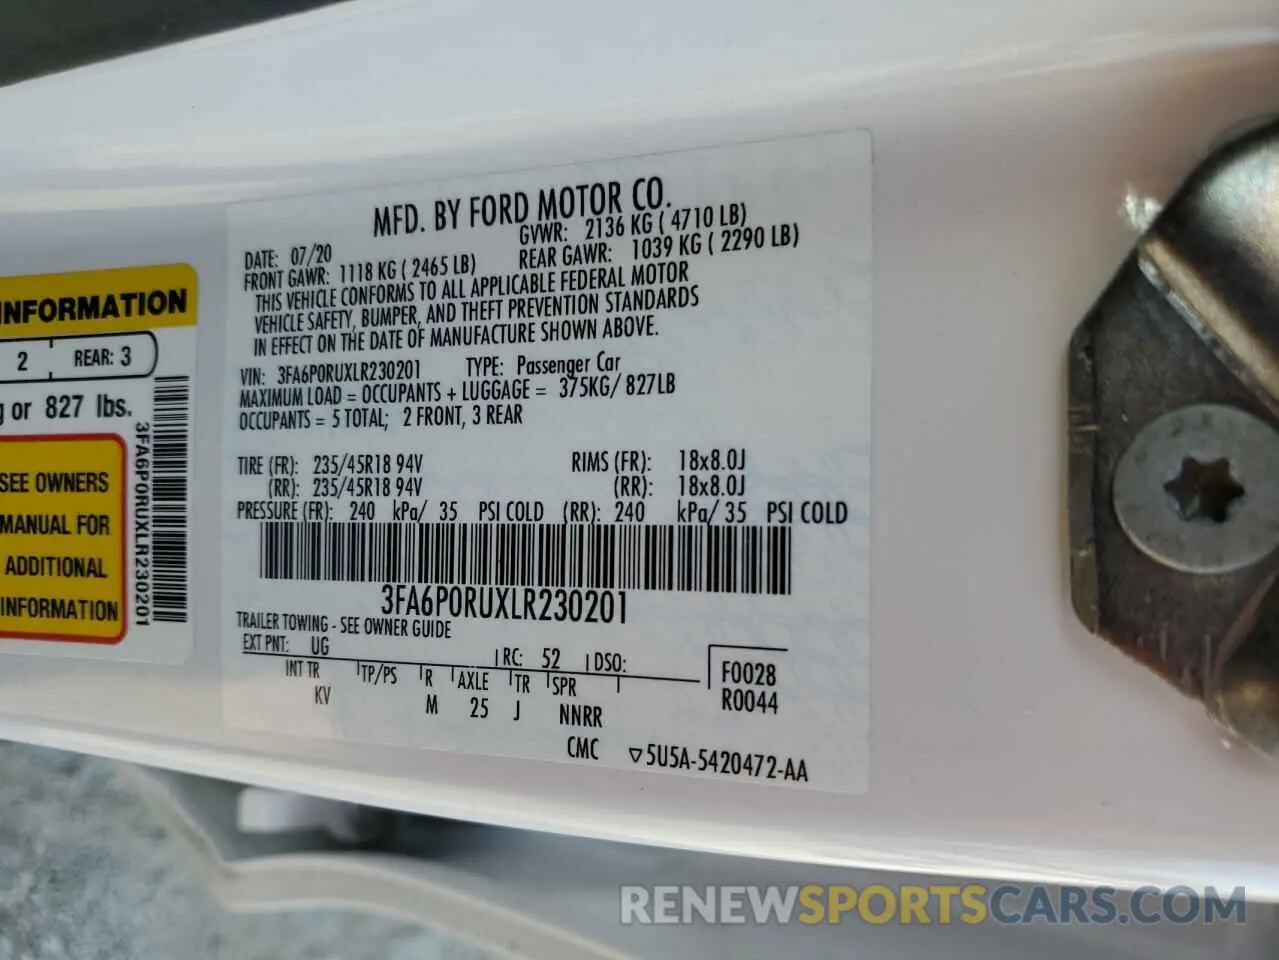 INFORMATION
2 REAR: 3
g or 827 lbs.
SEE OWNERS
MANUAL FOR
ADDITIONAL
INFORMATION
3FA6P0RUXLR230201
MFD. BY FORD MOTOR CO.
DATE: 07/20 GVWR: 2136 KG ( 4710 LB)
FRONT GAWR: 1118 KG ( 2465 LB) REAR GAWR: 1039 KG ( 2290 LB)
THIS VEHICLE CONFORMS TO ALL APPLICABLE FEDERAL MOTOR
VEHICLE SAFETY, BUMPER, AND THEFT PREVENTION STANDARDS
IN EFFECT ON THE DATE OF MANUFACTURE SHOWN ABOVE.
VIN: 3FA6P0RUXLR230201 TYPE: Passenger Car
MAXIMUM LOAD = OCCUPANTS + LUGGAGE = 375KG/ 827LB
OCCUPANTS = 5 TOTAL; 2 FRONT, 3 REAR
TIRE (FR): 235/45R18 94V RIMS (FR): 18x8.0J
(RR): 235/45R18 94V (RR): 18x8.0J
PRESSURE (FR): 240 kPa/ 35 PSI COLD (RR): 240 kPa/ 35 PSI COLD
3FA6P0RUXLR230201
TRAILER TOWING - SEE OWNER GUIDE
EXT PNT: UG RC: 52 DSO: F0028
INT TR TP/PS R AXLE TR SPR R0044
KV M 25 J NNRR
CMC ▽5U5A-5420472-AA
RENEWSPORTSCARS.COM